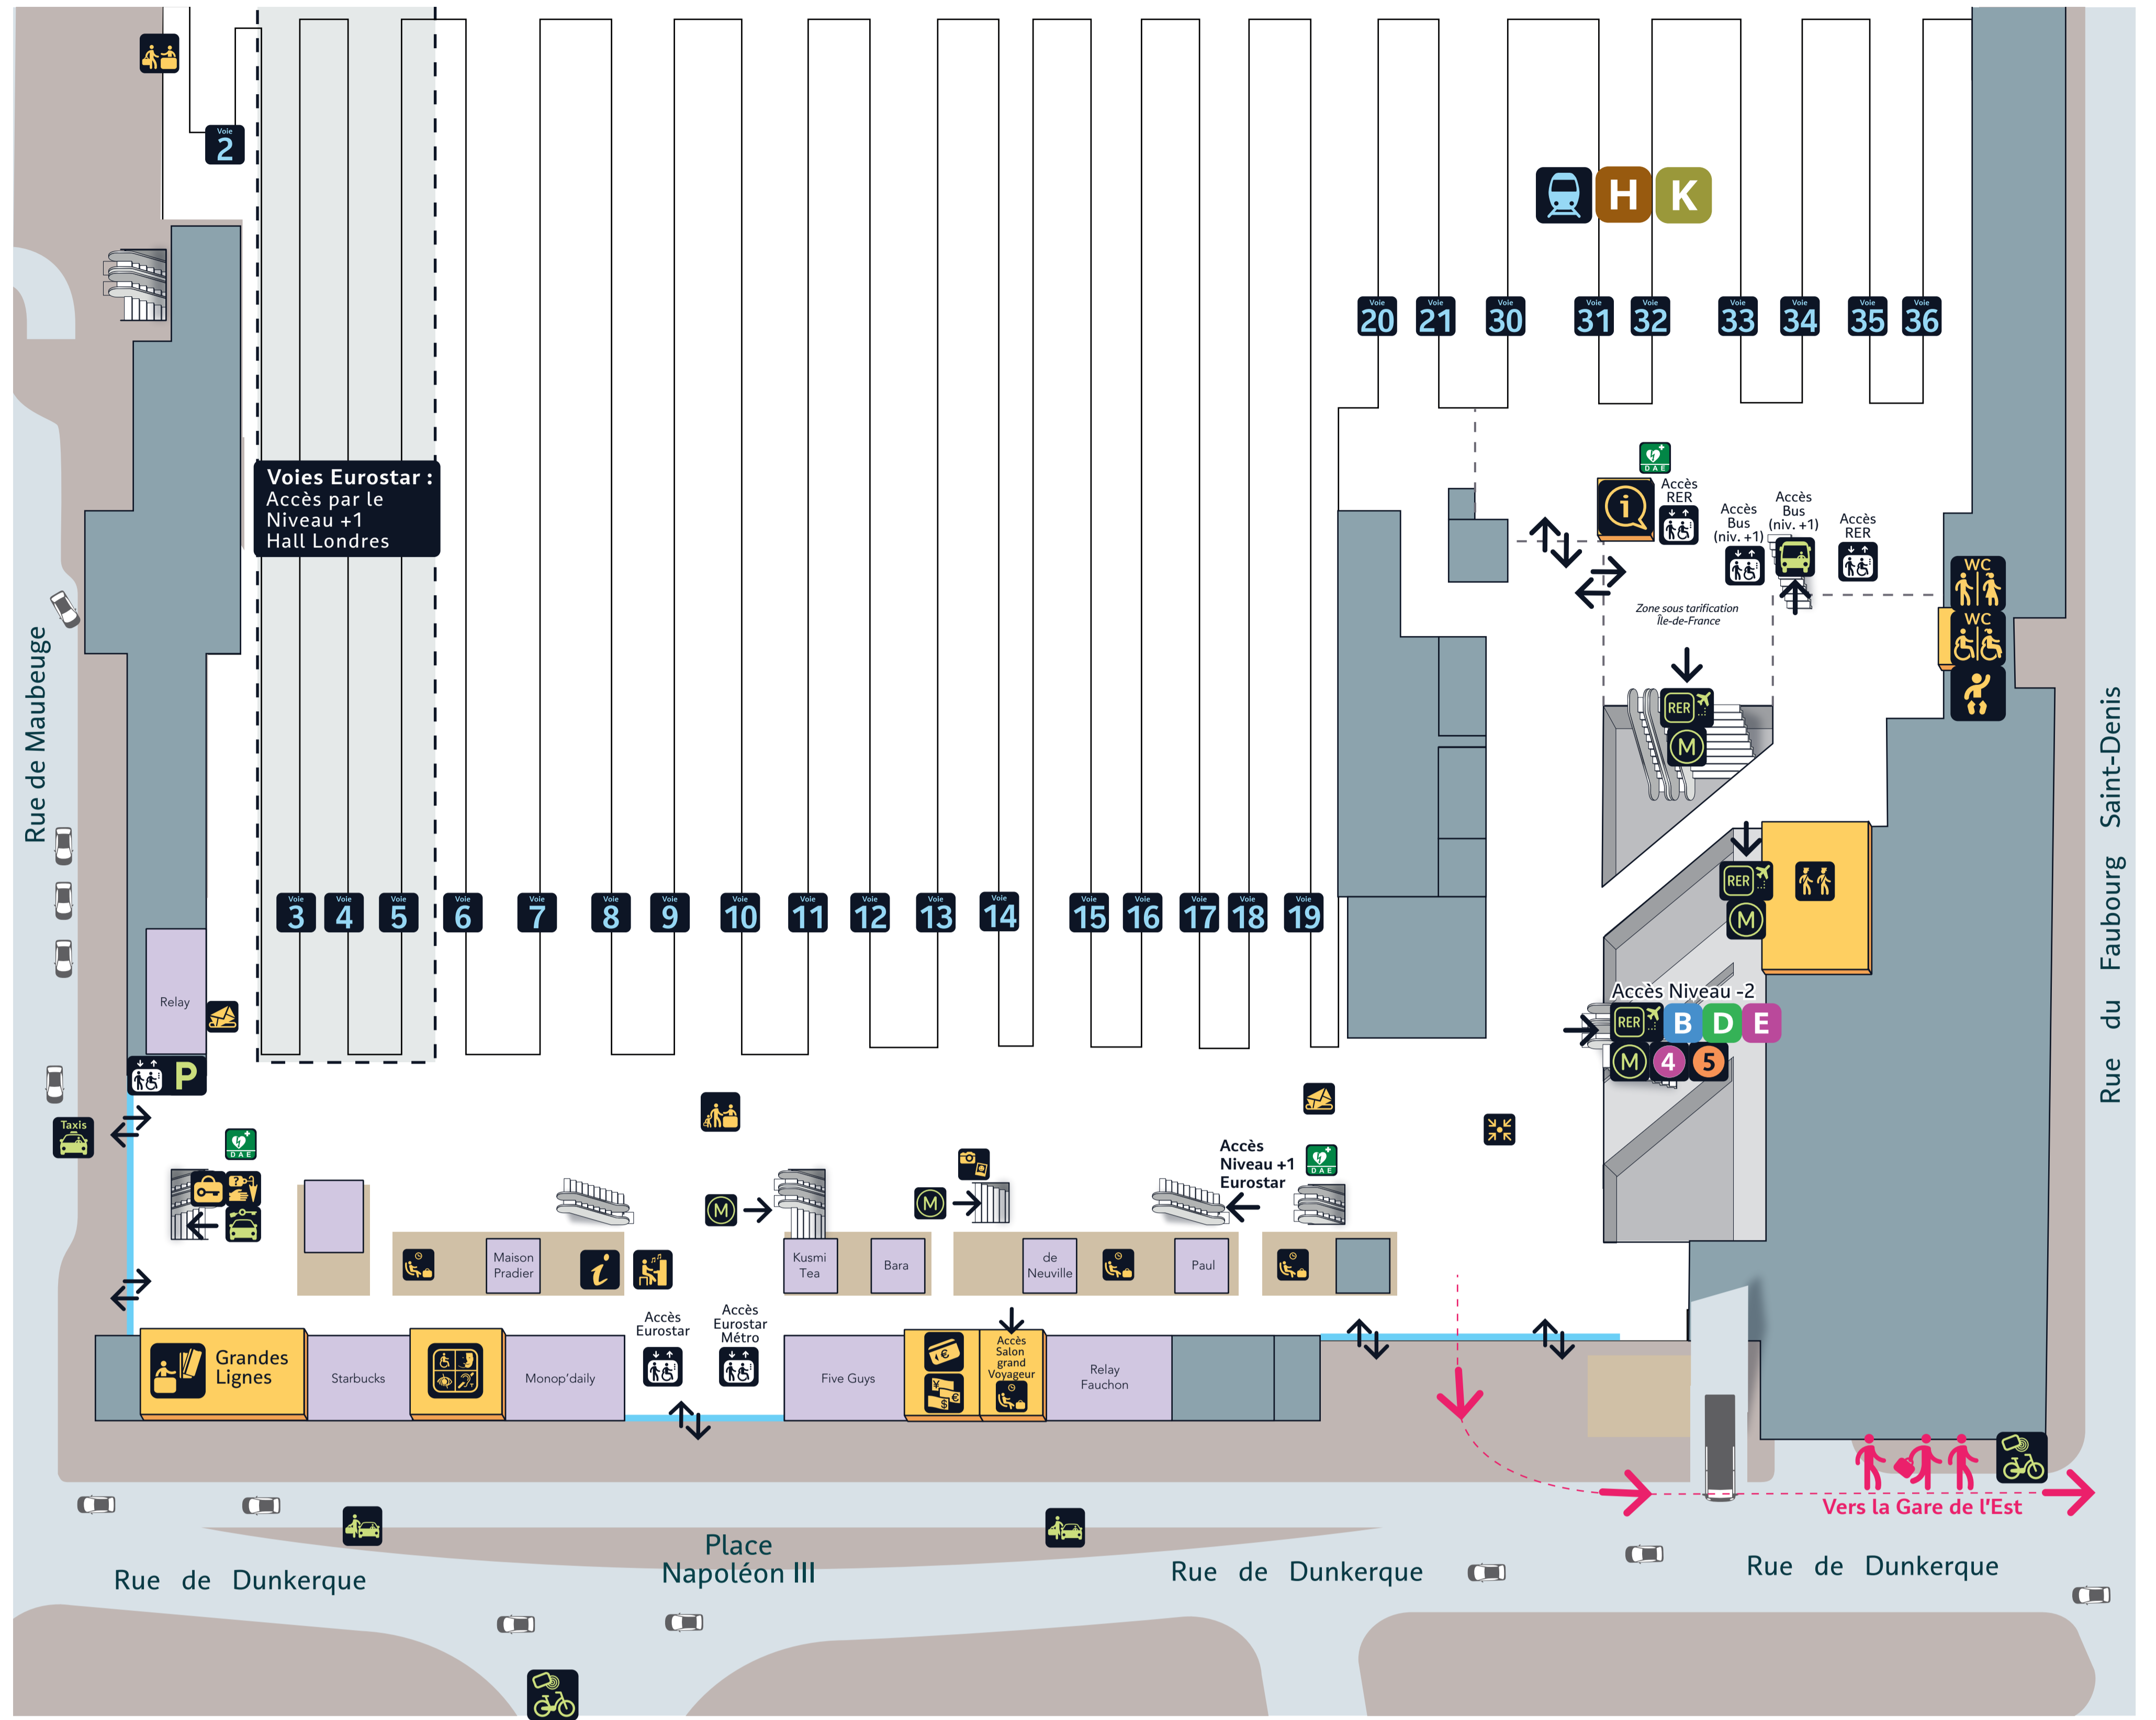 Voie
2
H
K
Voie
20
Voie
21
Voie
30
Voie
31
Voie
32
Voie
33
Voie
34
Voie
35
Voie
36
Voies Eurostar :
Accès par le
Niveau +1
Hall Londres
DAE
i
Accès
RER
Accès
Bus
(niv. +1)
Accès
Bus
(niv. +1)
Accès
RER
WC
WC
Zone sous tarification
Île-de-France
RER
M
Rue de Maubeuge
Rue du Faubourg Saint-Denis
RER
M
Voie
3
Voie
4
Voie
5
Voie
6
Voie
7
Voie
8
Voie
9
Voie
10
Voie
11
Voie
12
Voie
13
Voie
14
Voie
15
Voie
16
Voie
17
Voie
18
Voie
19
Relay
Accès Niveau -2
RER
B
D
E
M
4
5
P
Taxis
DAE
Accès
Niveau +1
Eurostar
DAE
M
M
Maison
Pradier
i
Kusmi
Tea
Bara
de
Neuville
Paul
Accès
Eurostar
Accès
Eurostar
Métro
Grandes
Lignes
Starbucks
Monop'daily
Five Guys
Accès
Salon
grand
Voyageur
Relay
Fauchon
Vers la Gare de l'Est
Place
Napoléon III
Rue de Dunkerque
Rue de Dunkerque
Rue de Dunkerque